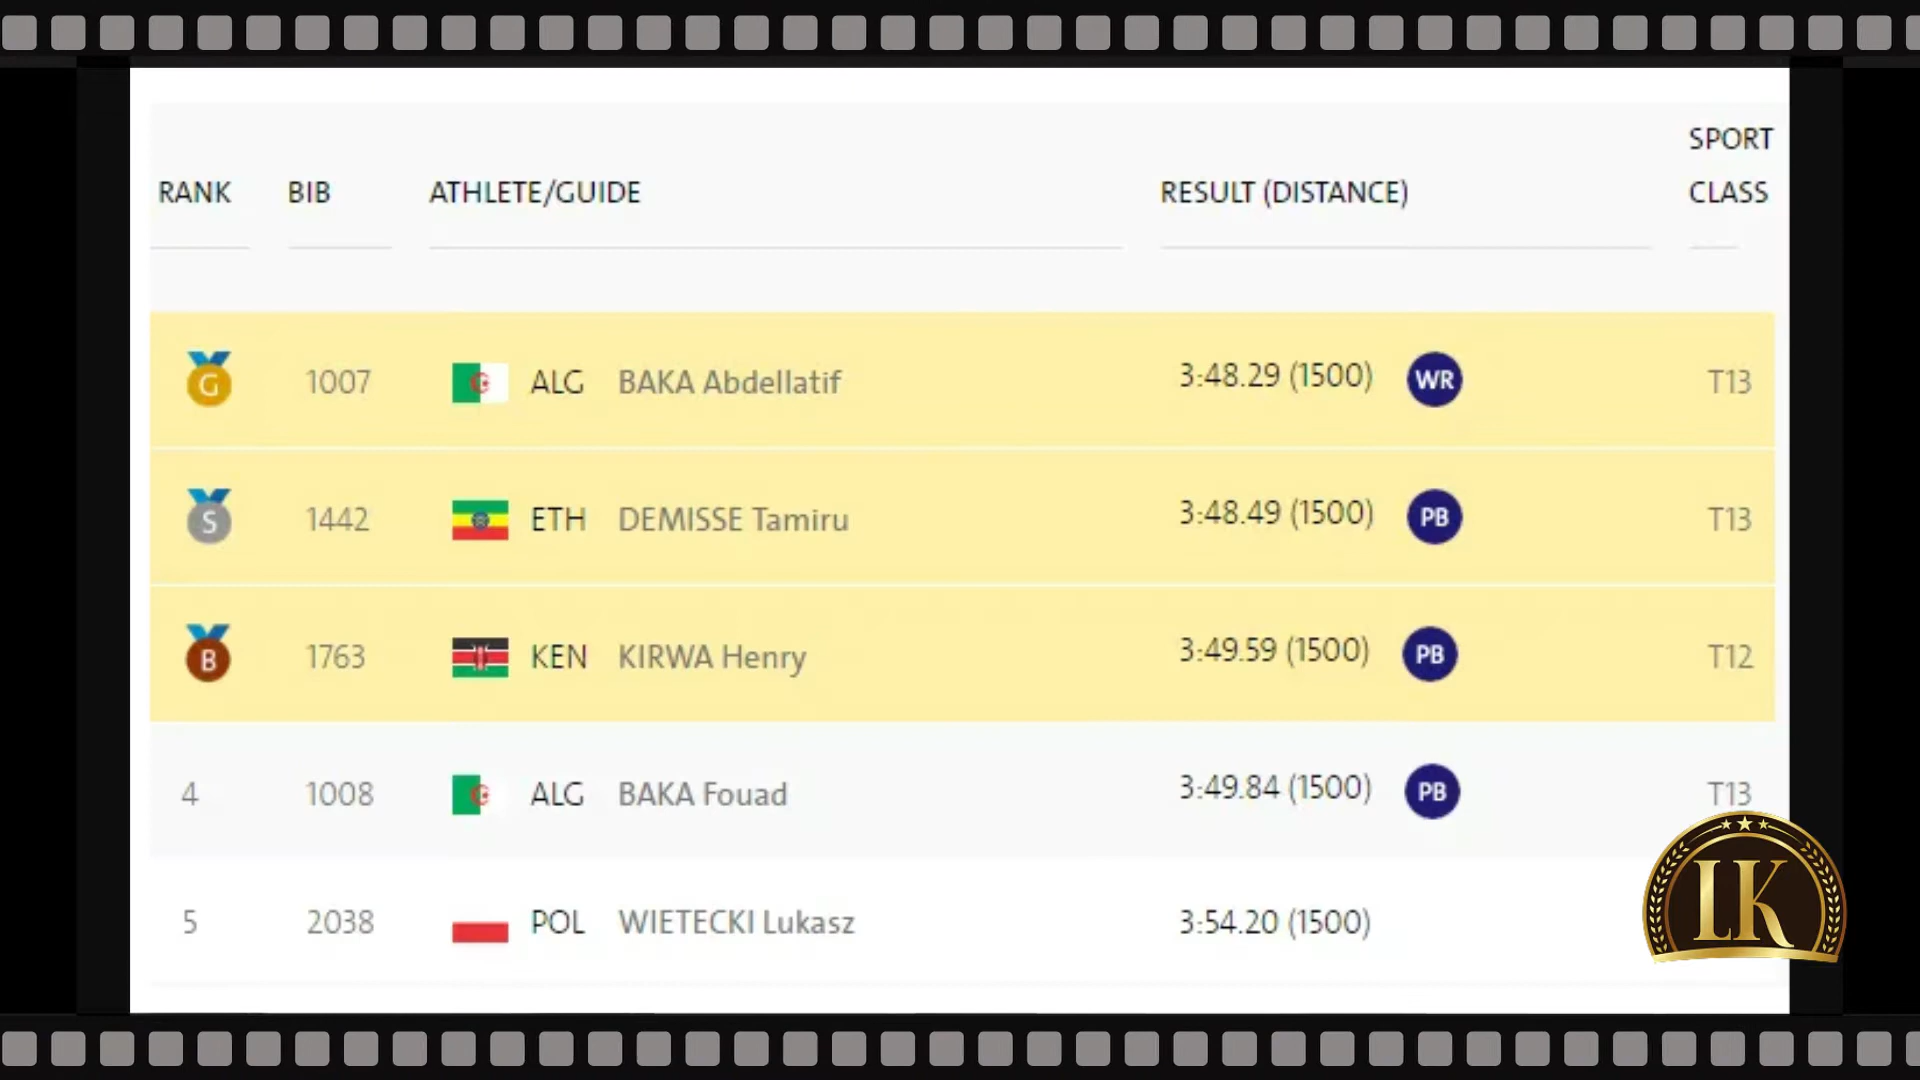 SPORT
RANK BIB ATHLETE/GUIDE RESULT (DISTANCE) CLASS
G 1007 ALG BAKA Abdellatif 3:48.29 (1500) WR T13
S 1442 ETH DEMISSE Tamiru 3:48.49 (1500) PB T13
B 1763 KEN KIRWA Henry 3:49.59 (1500) PB T12
4 1008 ALG BAKA Fouad 3:49.84 (1500) PB T13
5 2038 POL WIETECKI Lukasz 3:54.20 (1500)
LK